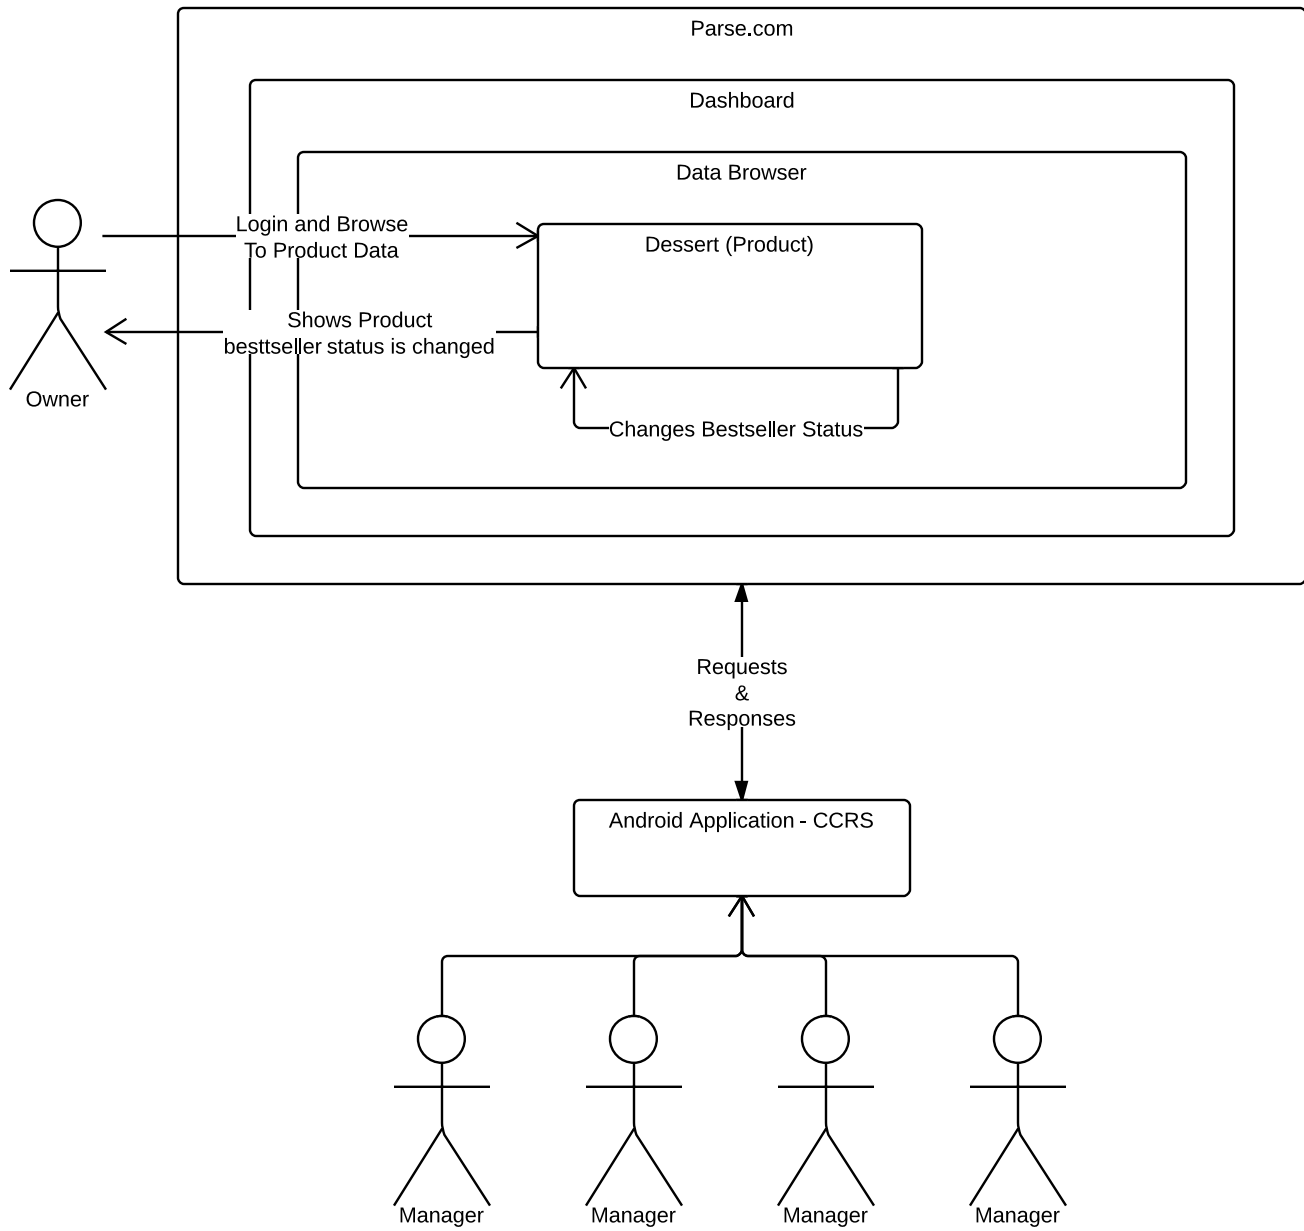 Parse.com
Dashboard
Data Browser
Login and Browse
To Product Data
Dessert (Product)
Shows Product
besttseller status is changed
Owner
Changes Bestseller Status
Requests
&
Responses
Android Application - CCRS
Manager
Manager
Manager
Manager